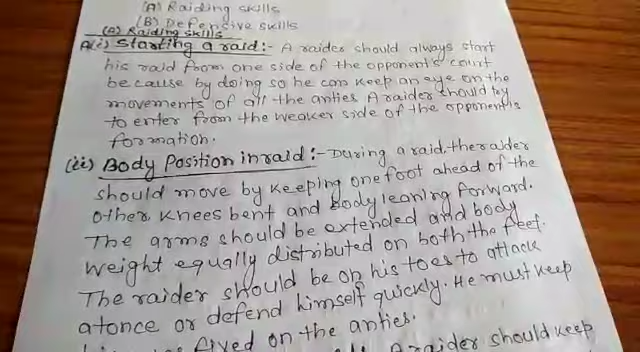 (A) Raiding skills
(B) Defensive skills
(A) Raiding skills
A(i) Starting a raid:- A raider should always start
his raid from one side of the opponent's court
because by doing so he can keep an eye on the
movements of all the anties A raider should try
to enter from the weaker side of the opponent's
formation.
(ii) Body Position in raid:- During a raid, the raider
should move by keeping one foot ahead of the
other knees bent and body leaning forward.
The arms should be extended and body
weight equally distributed on both the feet.
The raider should be on his toes to attack
atonce or defend himself quickly. He must keep
fixed on the anties.
A raider should keep